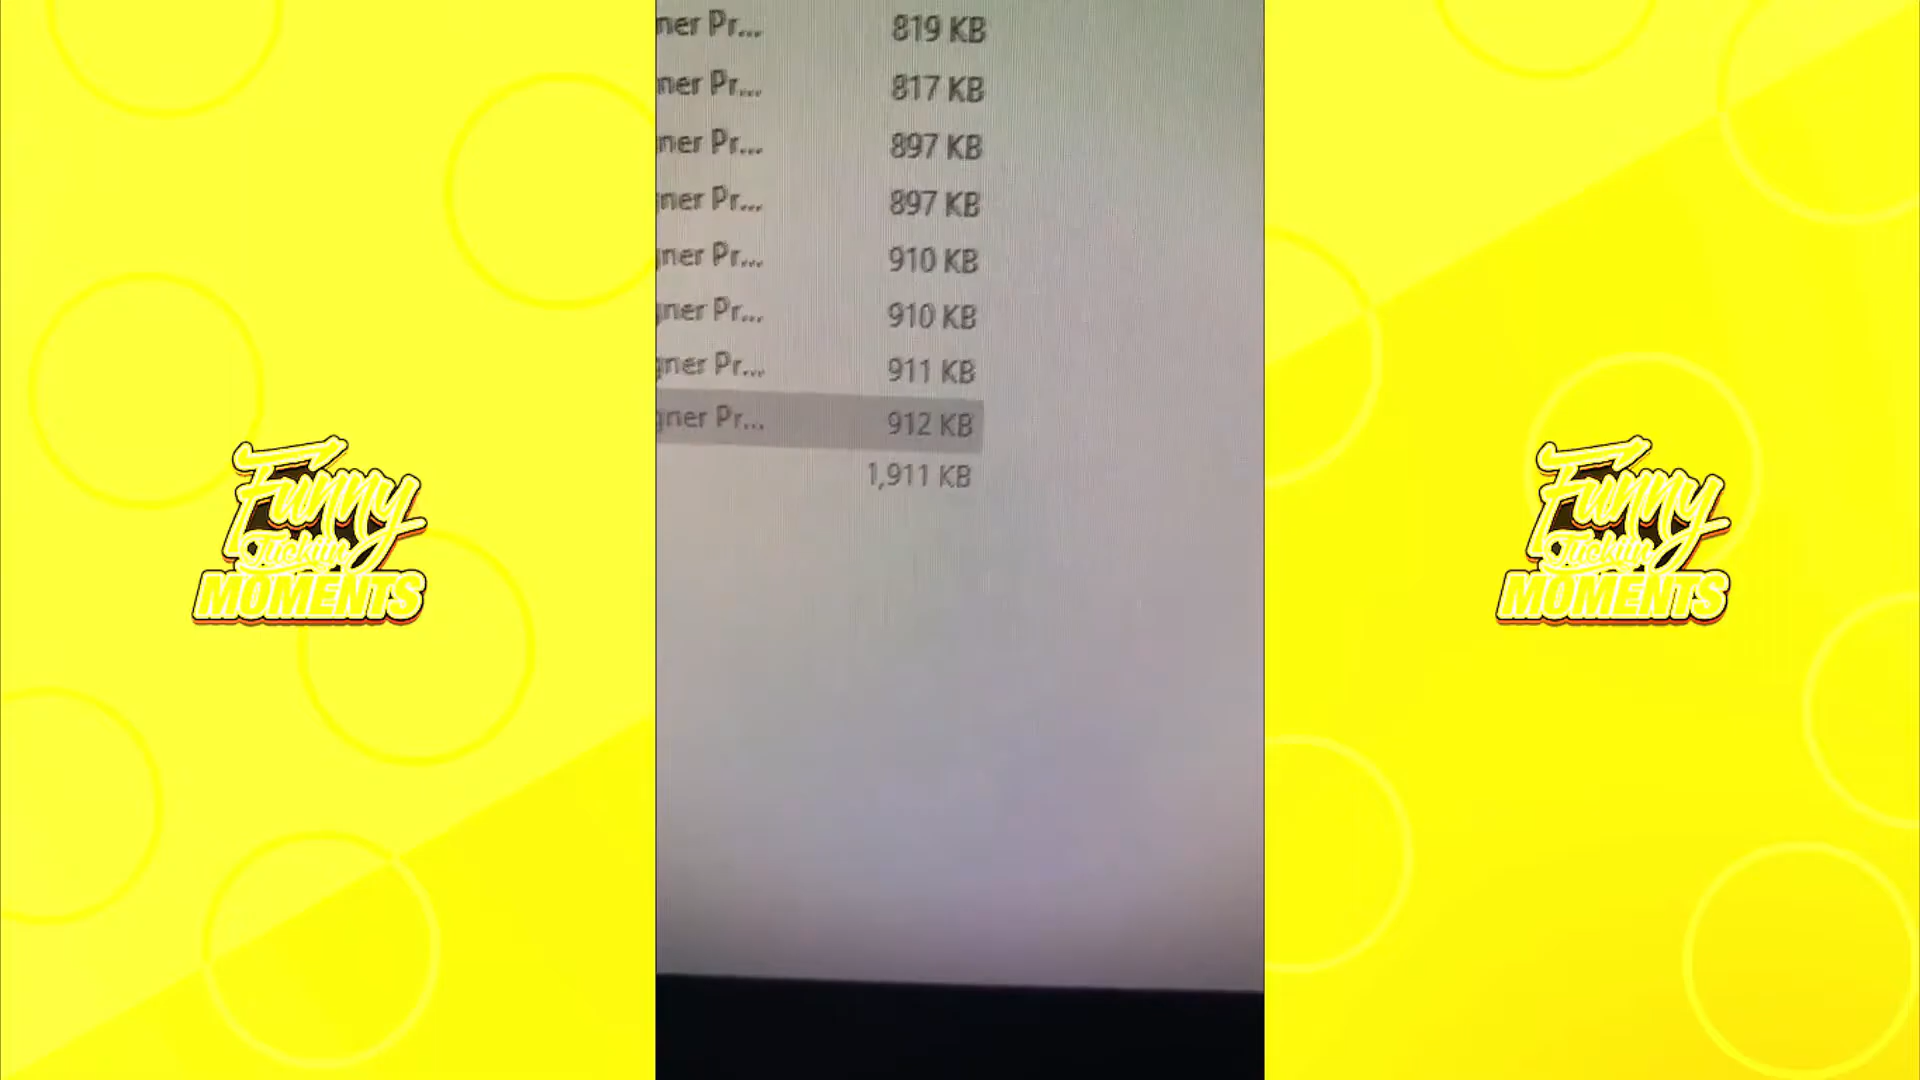 ner Pr... 819 KB
ner Pr... 817 KB
ner Pr... 897 KB
ner Pr... 897 KB
gner Pr... 910 KB
gner Pr... 910 KB
gner Pr... 911 KB
gner Pr... 912 KB
1,911 KB
Funny
MOMENTS
Funny
MOMENTS